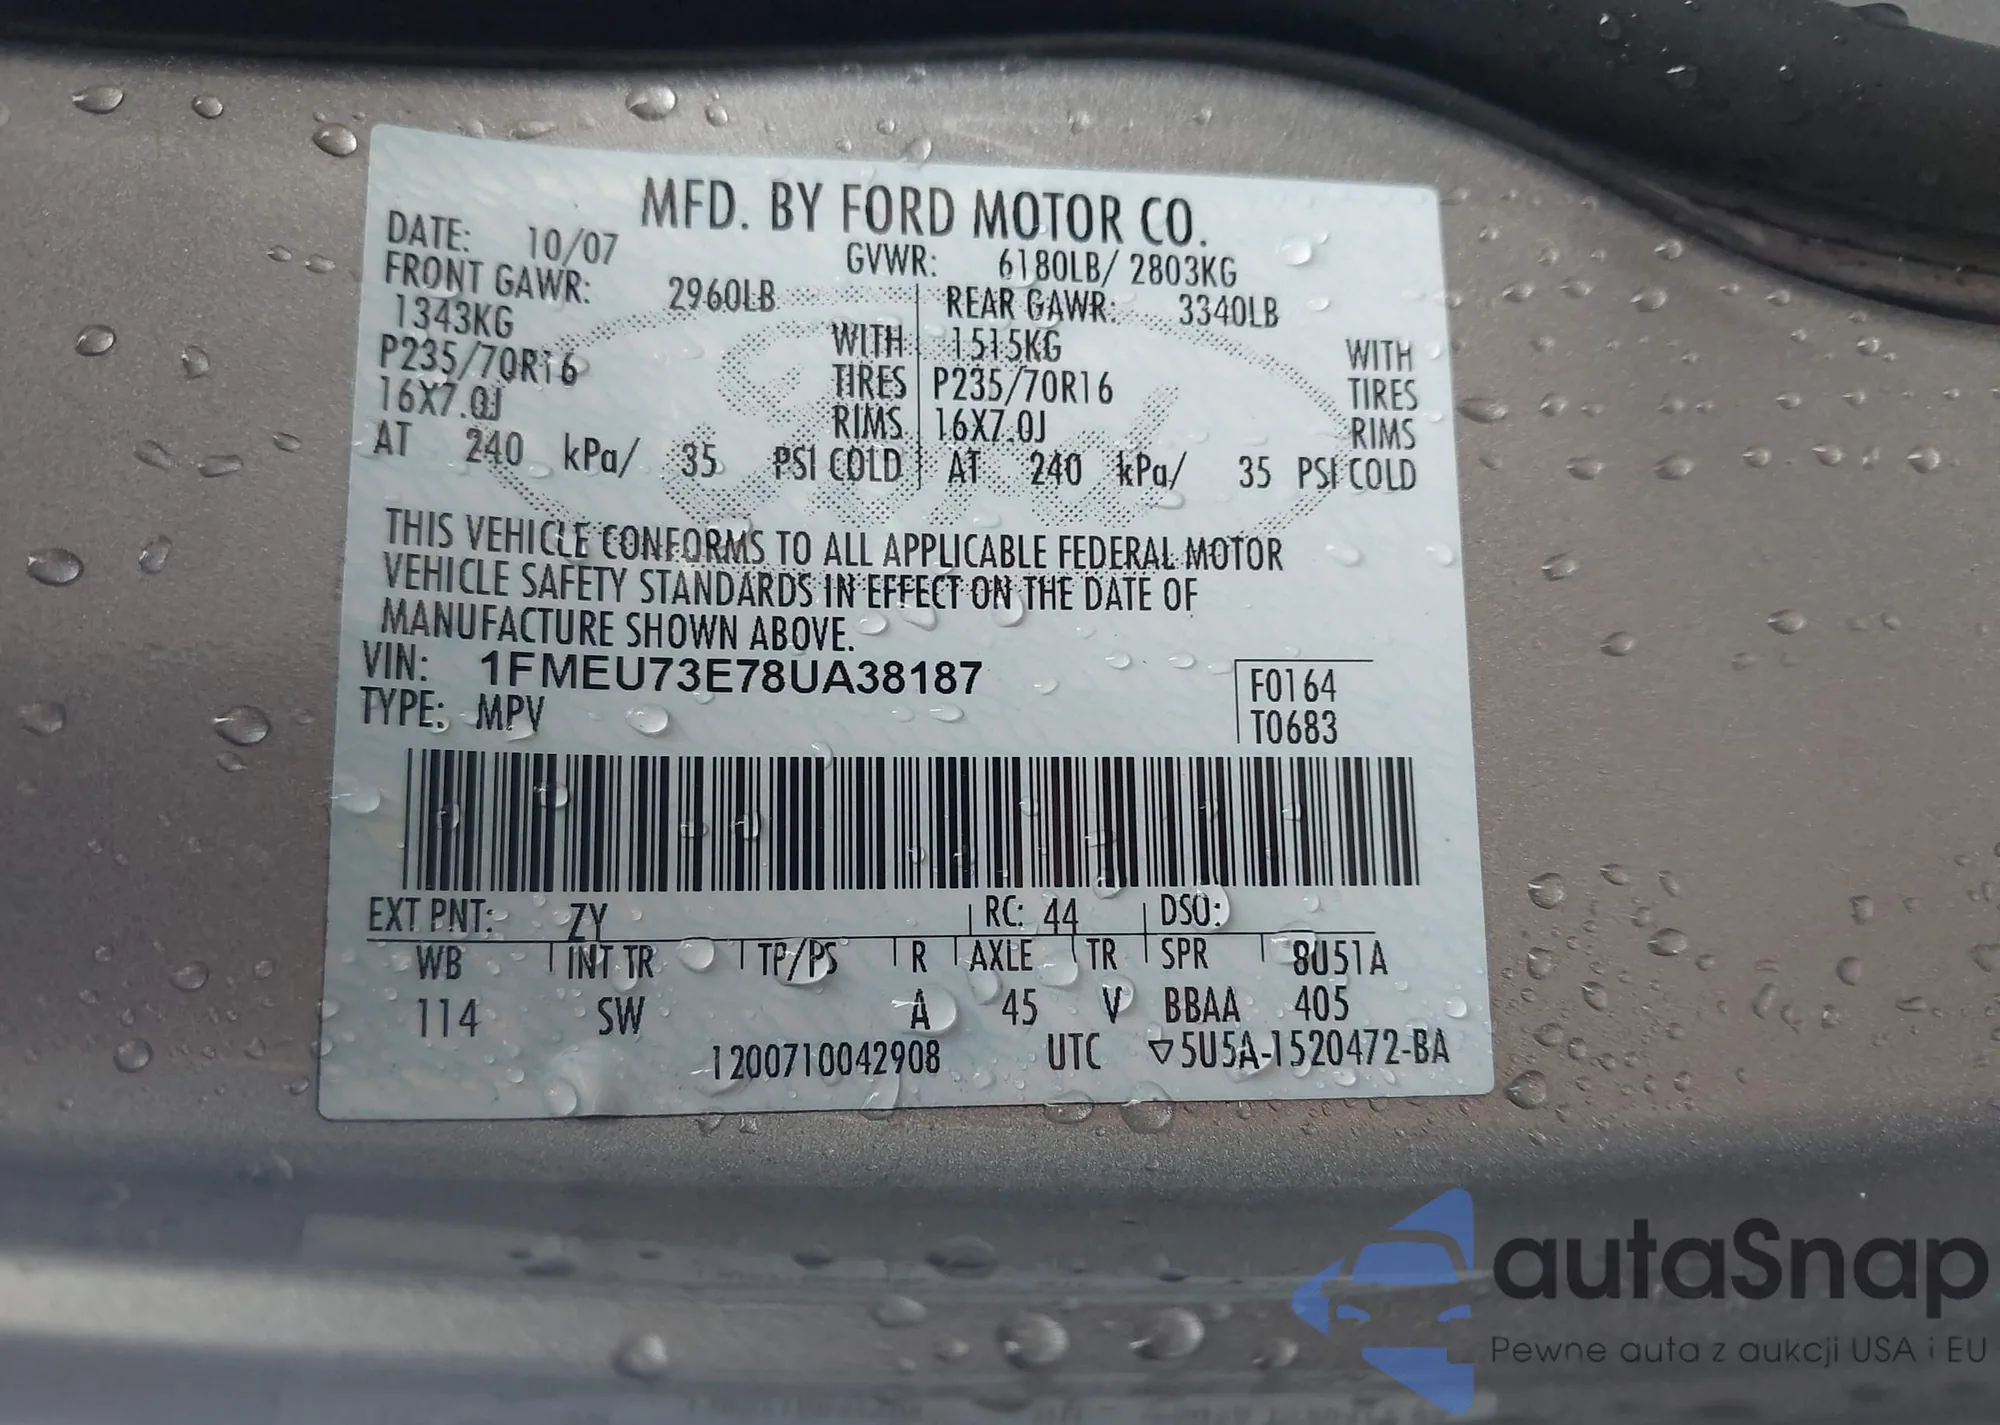 MFD. BY FORD MOTOR CO.
DATE: 10/07 GVWR: 6180LB/ 2803KG
FRONT GAWR: 2960LB REAR GAWR: 3340LB
1343KG WITH 1515KG WITH
P235/70R16 TIRES P235/70R16 TIRES
16X7.0J RIMS 16X7.0J RIMS
AT 240 kPa/ 35 PSI COLD AT 240 kPa/ 35 PSI COLD
THIS VEHICLE CONFORMS TO ALL APPLICABLE FEDERAL MOTOR
VEHICLE SAFETY STANDARDS IN EFFECT ON THE DATE OF
MANUFACTURE SHOWN ABOVE.
VIN: 1FMEU73E78UA38187 F0164
TYPE: MPV T0683
EXT PNT: ZY RC: 44 DSO:
WB INT TR TP/PS R AXLE TR SPR 8U51A
114 SW A 45 V BBAA 405
1200710042908 UTC ▽5U5A-1520472-BA
autaSnap
Pewne auta z aukcji USA i EU